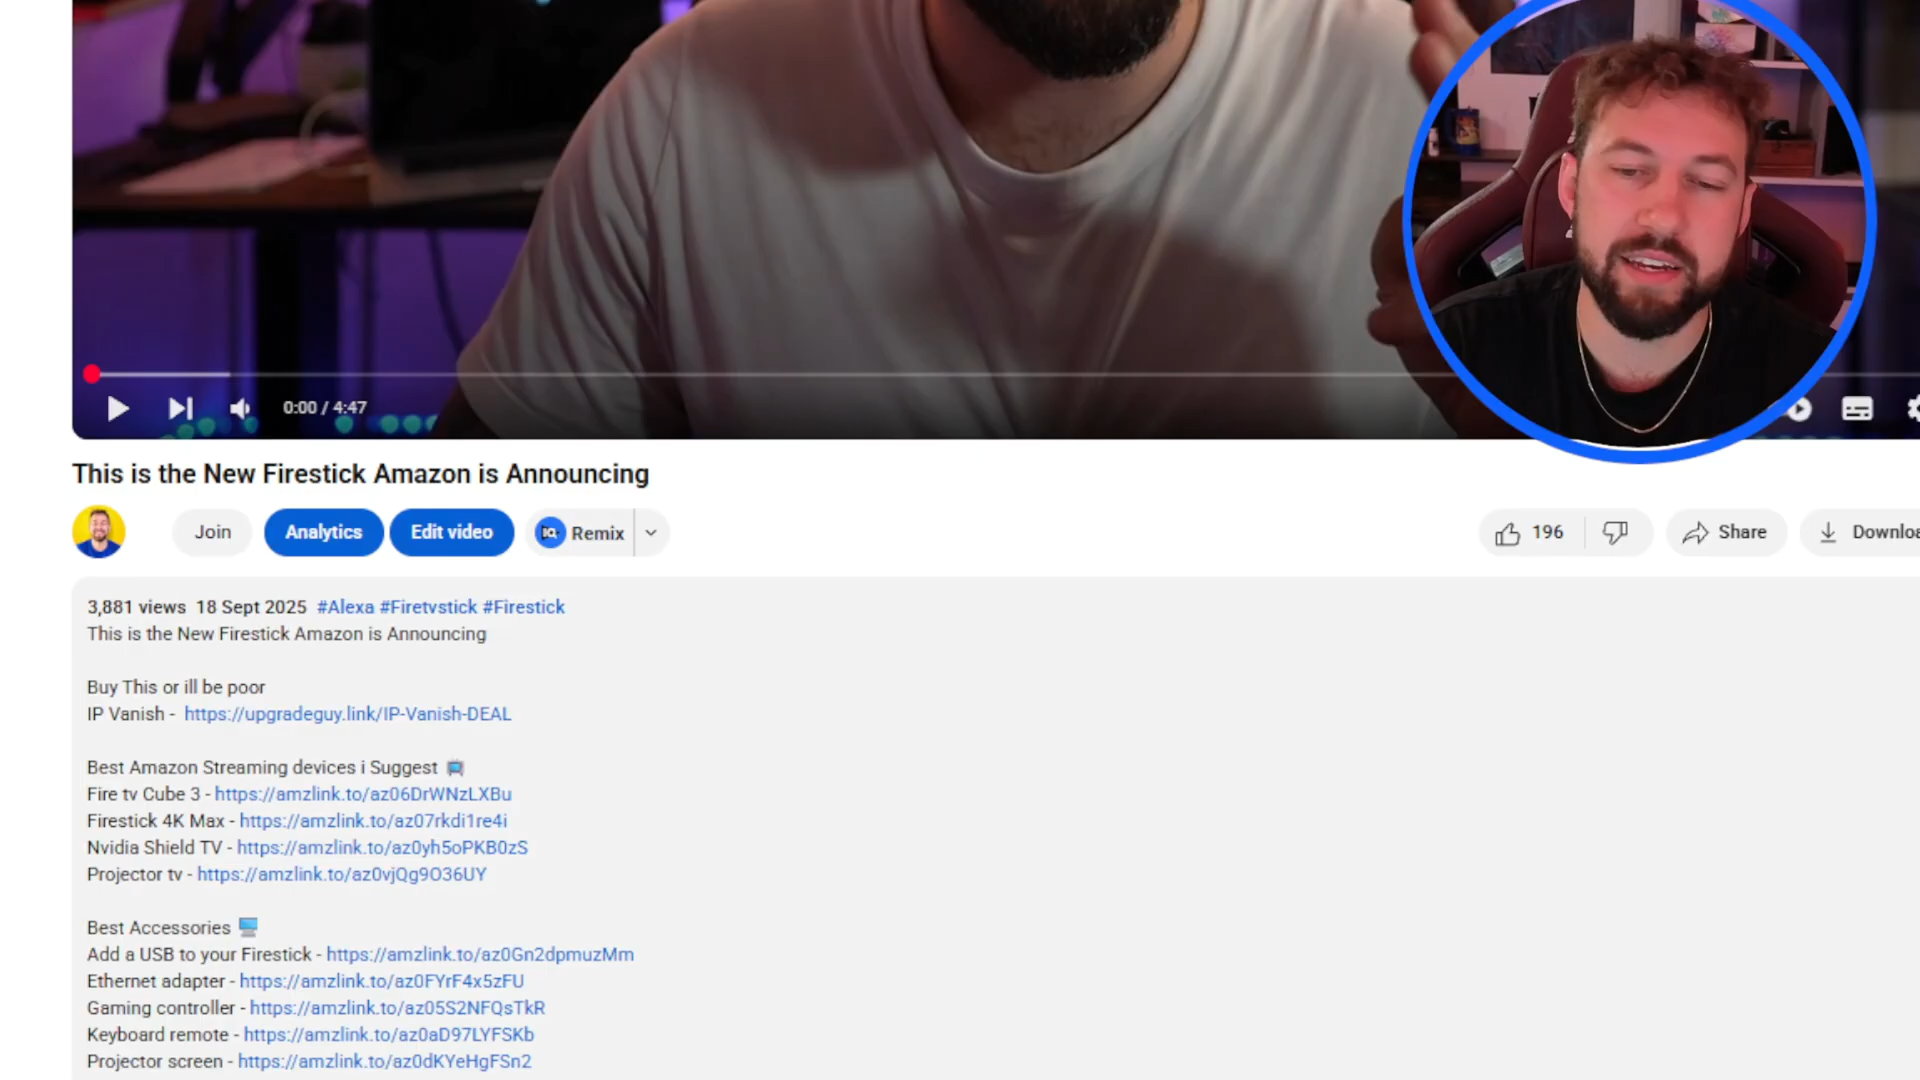 0:00 / 4:47
This is the New Firestick Amazon is Announcing
Join
Analytics
Edit video
Remix
196
Share
3,881 views 18 Sept 2025 #Alexa #Firetvstick #Firestick
This is the New Firestick Amazon is Announcing
Buy This or ill be poor
IP Vanish - https://upgradeguy.link/IP-Vanish-DEAL
Best Amazon Streaming devices i Suggest
Fire tv Cube 3 - https://amzlink.to/az06DrWNzLXBu
Firestick 4K Max - https://amzlink.to/az07rkdi1re4i
Nvidia Shield TV - https://amzlink.to/az0yh5oPKB0zS
Projector tv - https://amzlink.to/az0vjQg9O36UY
Best Accessories
Add a USB to your Firestick - https://amzlink.to/az0Gn2dpmuzMm
Ethernet adapter - https://amzlink.to/az0FYrF4x5zFU
Gaming controller - https://amzlink.to/az05S2NFQsTkR
Keyboard remote - https://amzlink.to/az0aD97LYFSKb
Projector screen - https://amzlink.to/az0dKYeHgFSn2